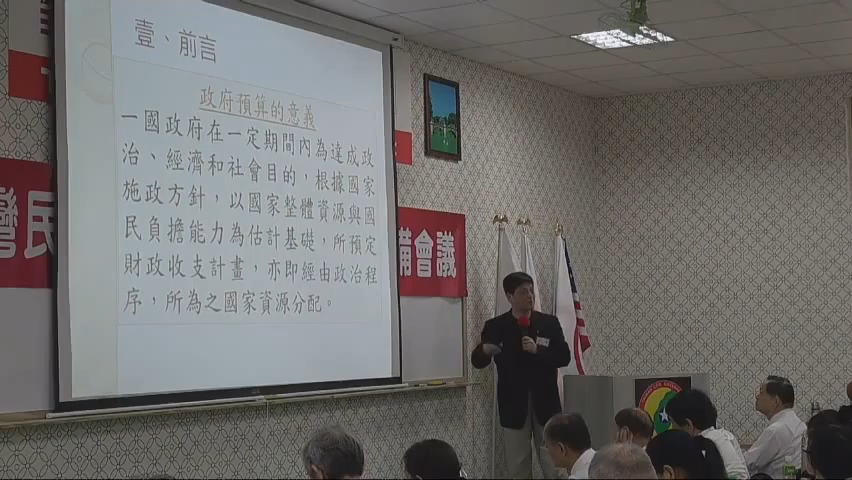 壹、前言
政府預算的意義
一國政府在一定期間內為達成政
治、經濟和社會目的，根據國家
施政方針，以國家整體資源與國
民負擔能力為估計基礎，所預定
財政收支計畫，亦即經由政治程
序，所為之國家資源分配。
灣民
備會議